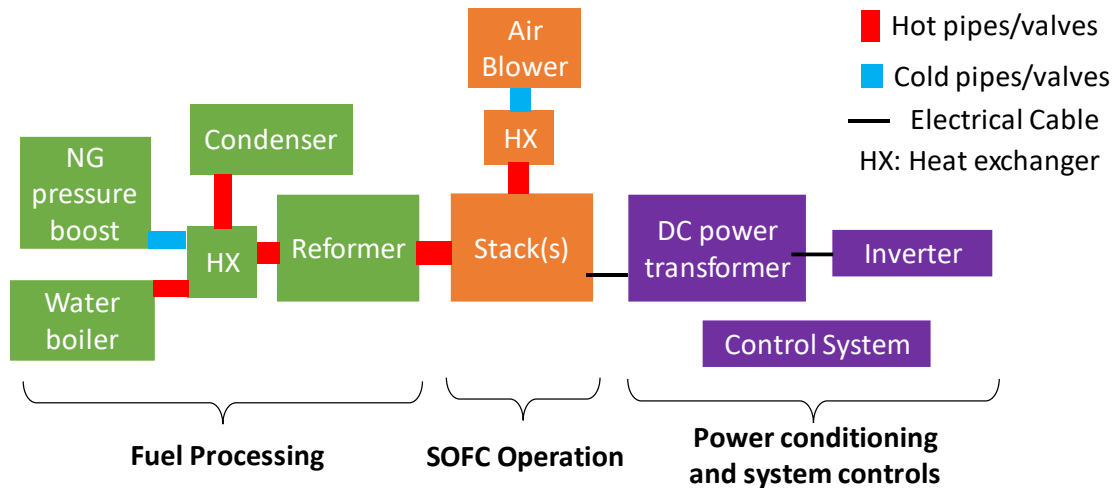 Air
Blower
Hot pipes/valves
Cold pipes/valves
Electrical Cable
HX: Heat exchanger
Condenser
HX
NG
pressure
boost
HX
Reformer
Stack(s)
DC power
transformer
Inverter
Water
boiler
Control System
Fuel Processing
SOFC Operation
Power conditioning
and system controls